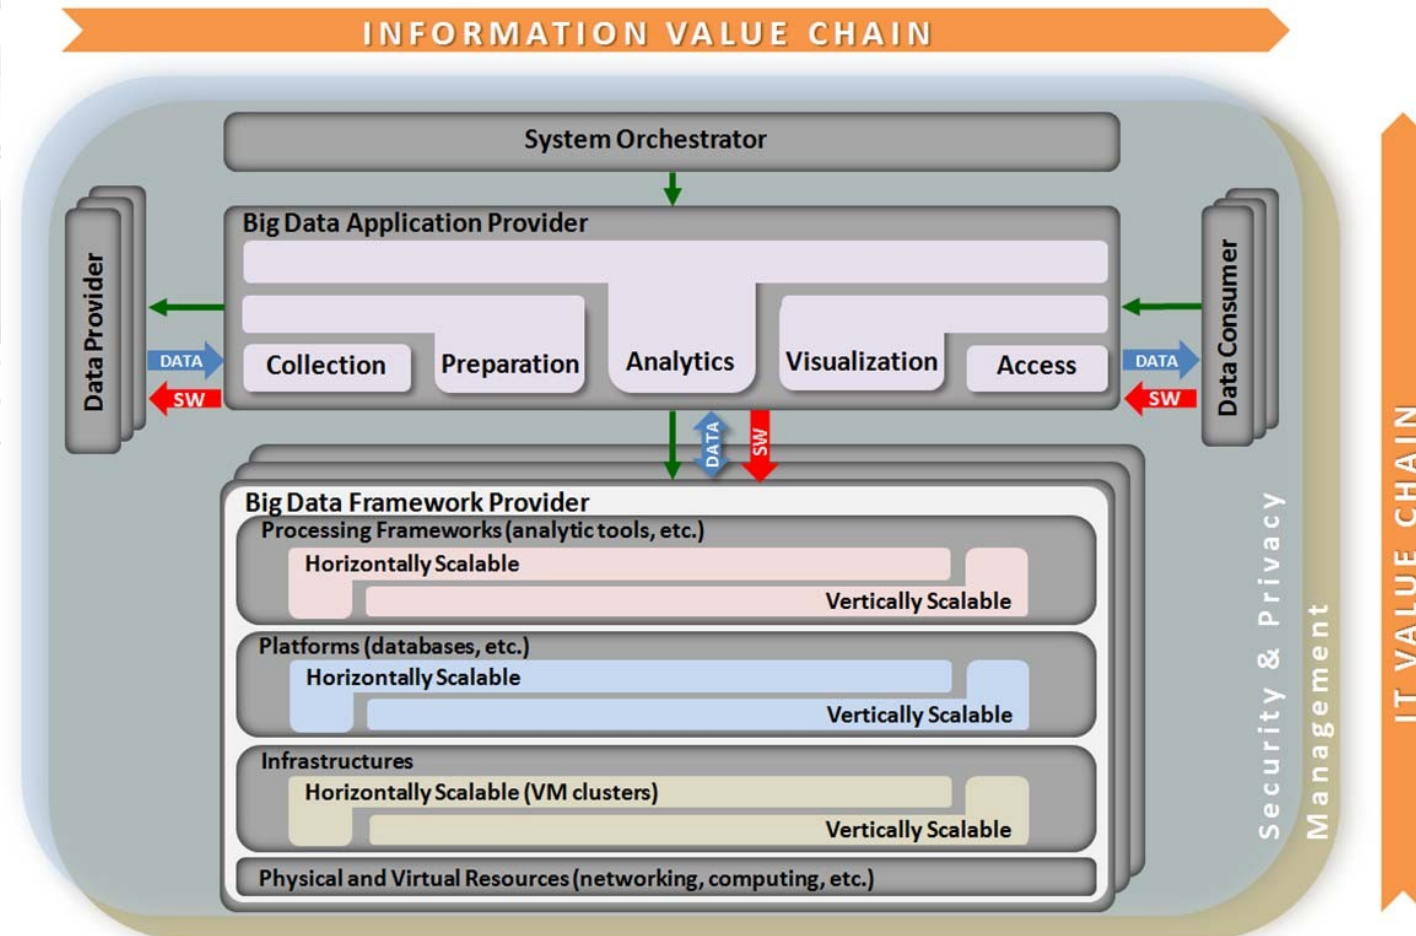 INFORMATION VALUE CHAIN
System Orchestrator
Big Data Application Provider
Data Provider
DATA
SW
Collection
Preparation
Analytics
Visualization
Access
DATA
SW
Data Consumer
DATA
SW
Big Data Framework Provider
Processing Frameworks (analytic tools, etc.)
Horizontally Scalable
Vertically Scalable
Platforms (databases, etc.)
Horizontally Scalable
Vertically Scalable
Infrastructures
Horizontally Scalable (VM clusters)
Vertically Scalable
Physical and Virtual Resources (networking, computing, etc.)
Security & Privacy
Management
IT VALUE CHAIN